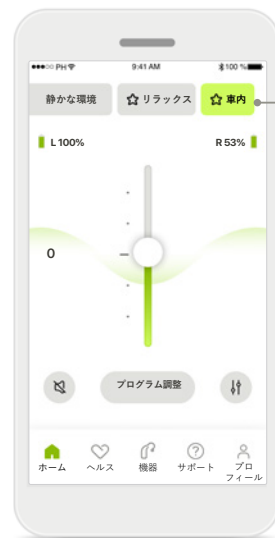 PH 9:41 AM 100 %
静かな環境 リラックス 車内
L 100% R 53%
0
プログラム調整
ホーム ヘルス 機器 サポート プロ
フィール